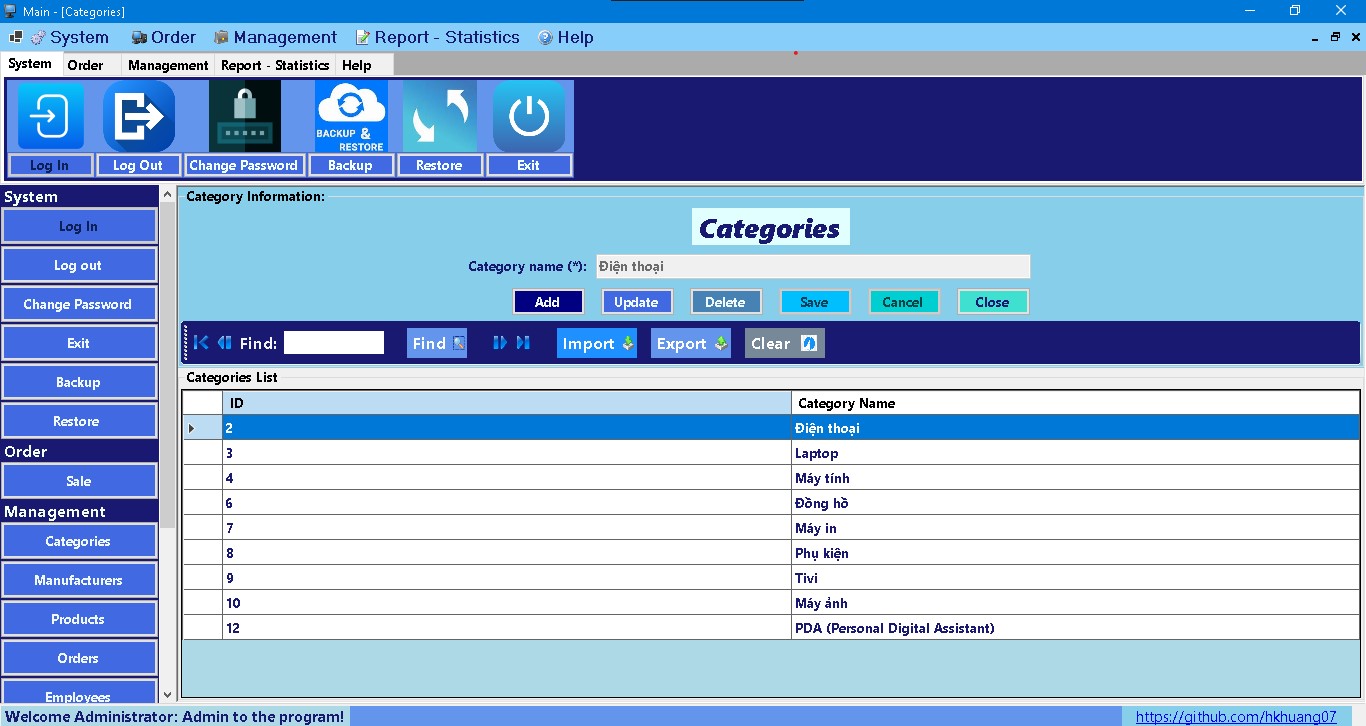 Main - [Categories]
System Order Management Report - Statistics Help
System Order Management Report - Statistics Help
BACKUP & RESTORE
Log In Log Out Change Password Backup Restore Exit
System
Log In
Log out
Change Password
Exit
Backup
Restore
Order
Sale
Management
Categories
Manufacturers
Products
Orders
Employees
Category Information:
Categories
Category name (*): Điện thoại
Add Update Delete Save Cancel Close
Find: Find Import Export Clear
Categories List
ID Category Name
2 Điện thoại
3 Laptop
4 Máy tính
6 Đồng hồ
7 Máy in
8 Phụ kiện
9 Tivi
10 Máy ảnh
12 PDA (Personal Digital Assistant)
Welcome Administrator: Admin to the program! https://github.com/hkhuang07